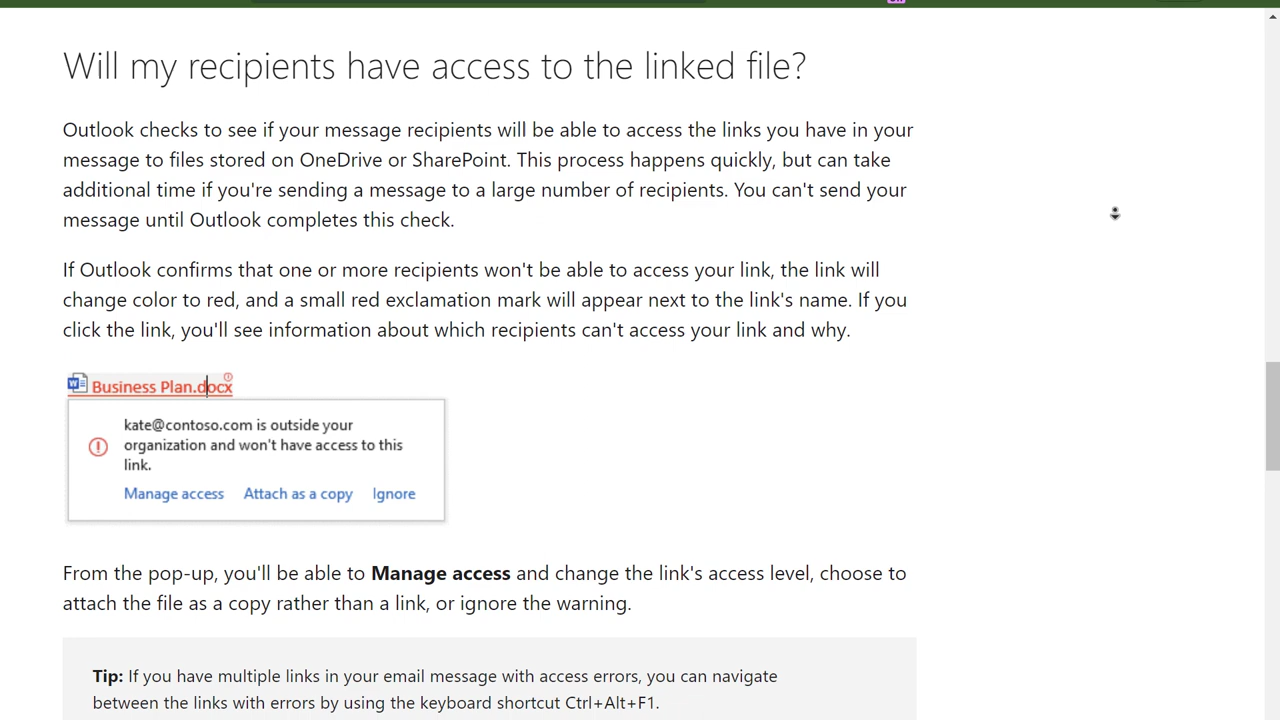 Will my recipients have access to the linked file?
Outlook checks to see if your message recipients will be able to access the links you have in your
message to files stored on OneDrive or SharePoint. This process happens quickly, but can take
additional time if you're sending a message to a large number of recipients. You can't send your
message until Outlook completes this check.
If Outlook confirms that one or more recipients won't be able to access your link, the link will
change color to red, and a small red exclamation mark will appear next to the link's name. If you
click the link, you'll see information about which recipients can't access your link and why.
Business Plan.docx
kate@contoso.com is outside your
organization and won't have access to this
link.
Manage access Attach as a copy Ignore
From the pop-up, you'll be able to Manage access and change the link's access level, choose to
attach the file as a copy rather than a link, or ignore the warning.
Tip: If you have multiple links in your email message with access errors, you can navigate
between the links with errors by using the keyboard shortcut Ctrl+Alt+F1.